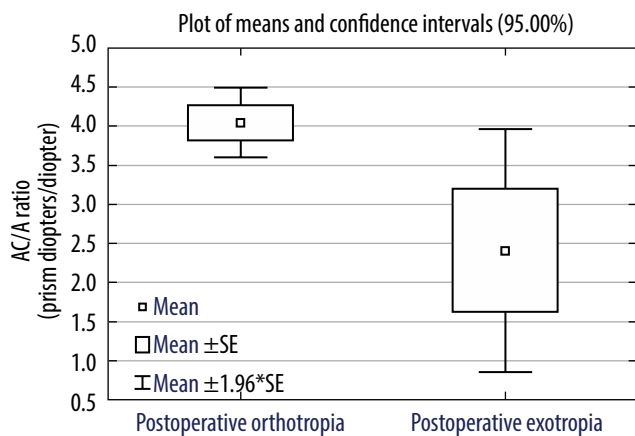 Plot of means and confidence intervals (95.00%)
AC/A ratio
(prism diopters/diopter)
5.0
4.5
4.0
3.5
3.0
2.5
2.0
1.5
1.0
0.5
Mean
Mean ±SE
Mean ±1.96*SE
Postoperative orthotropia
Postoperative exotropia